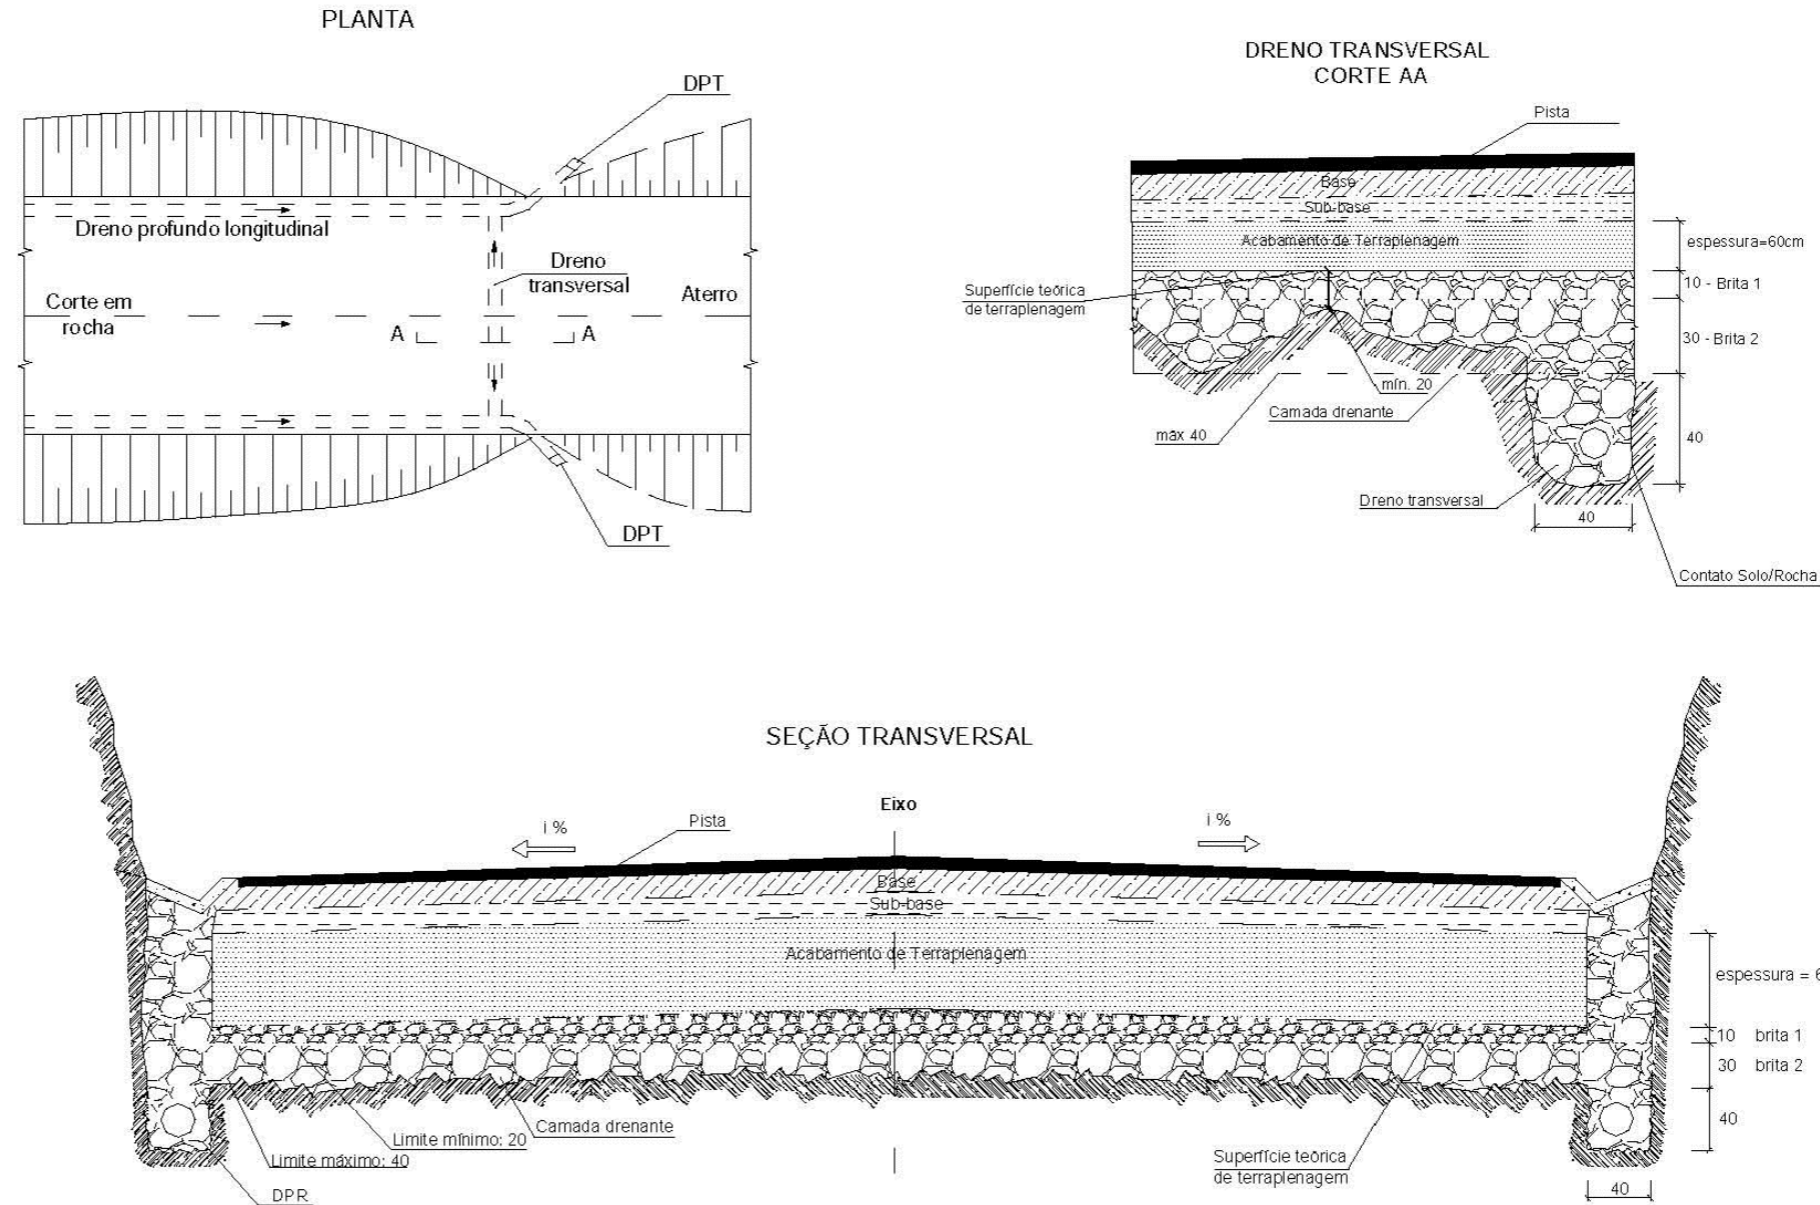 PLANTA
DPT
Dreno profundo longitudinal
Dreno
transversal
Corte em
rocha
Aterro
A
A
DPT
DRENO TRANSVERSAL
CORTE AA
Pista
Base
Sub-base
Acabamento de Terraplenagem
espessura=60cm
Superfície teórica
de terraplenagem
10 - Brita 1
30 - Brita 2
mín. 20
Camada drenante
máx 40
40
Dreno transversal
40
Contato Solo/Rocha
SEÇÃO TRANSVERSAL
Eixo
i %
Pista
i %
Base
Sub-base
Acabamento de Terraplenagem
espessura = 6
10 brita 1
30 brita 2
40
Camada drenante
Limite mínimo: 20
Limite máximo: 40
Superfície teórica
de terraplenagem
DPR
40